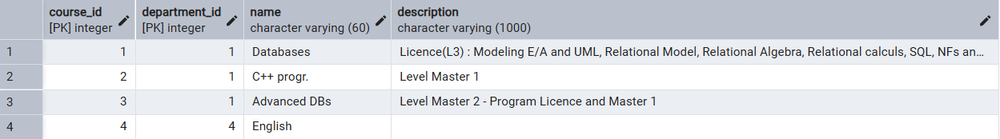 course_id department_id name description
[PK] integer [PK] integer character varying (60) character varying (1000)
1 1 1 Databases Licence(L3) : Modeling E/A and UML, Relational Model, Relational Algebra, Relational calculs, SQL, NFs an...
2 2 1 C++ progr. Level Master 1
3 3 1 Advanced DBs Level Master 2 - Program Licence and Master 1
4 4 4 English